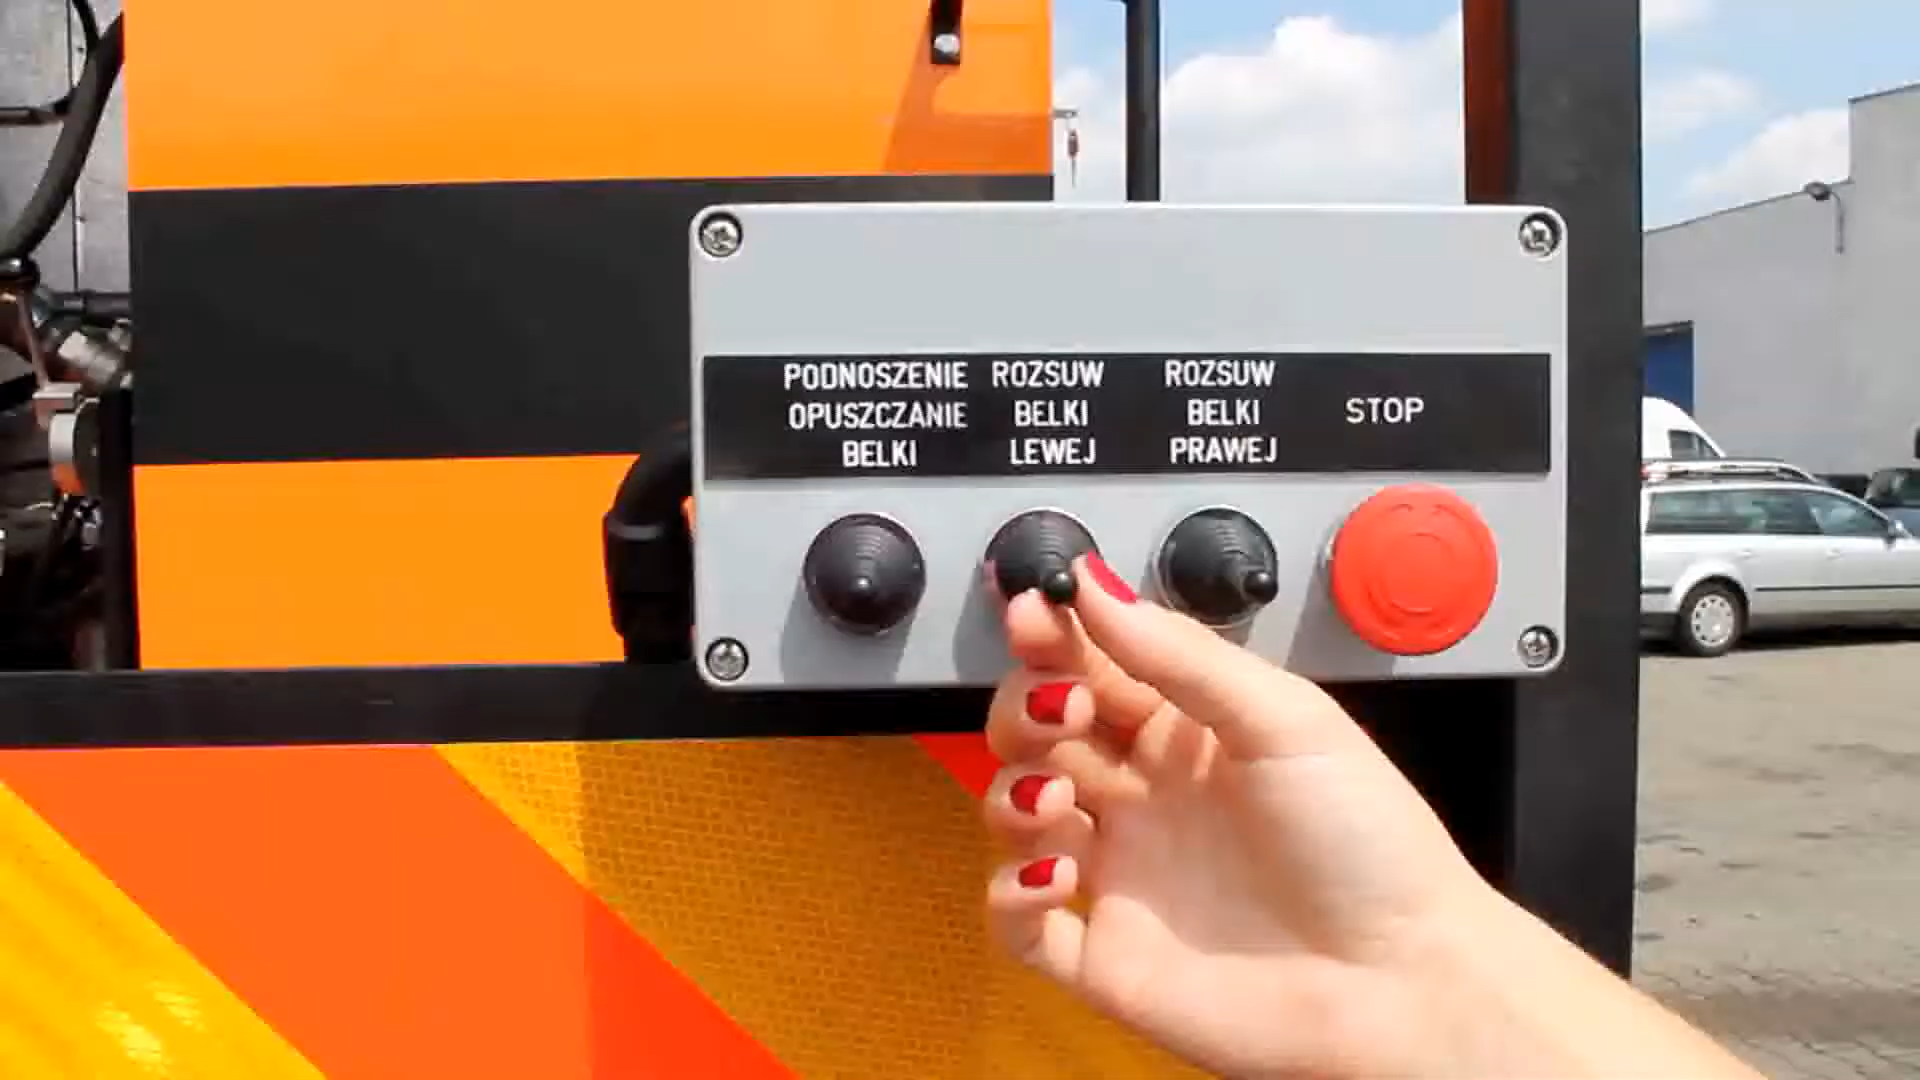 PODNOSZENIE
OPUSZCZANIE
BELKI
ROZSUW
BELKI
LEWEJ
ROZSUW
BELKI
PRAWEJ
STOP